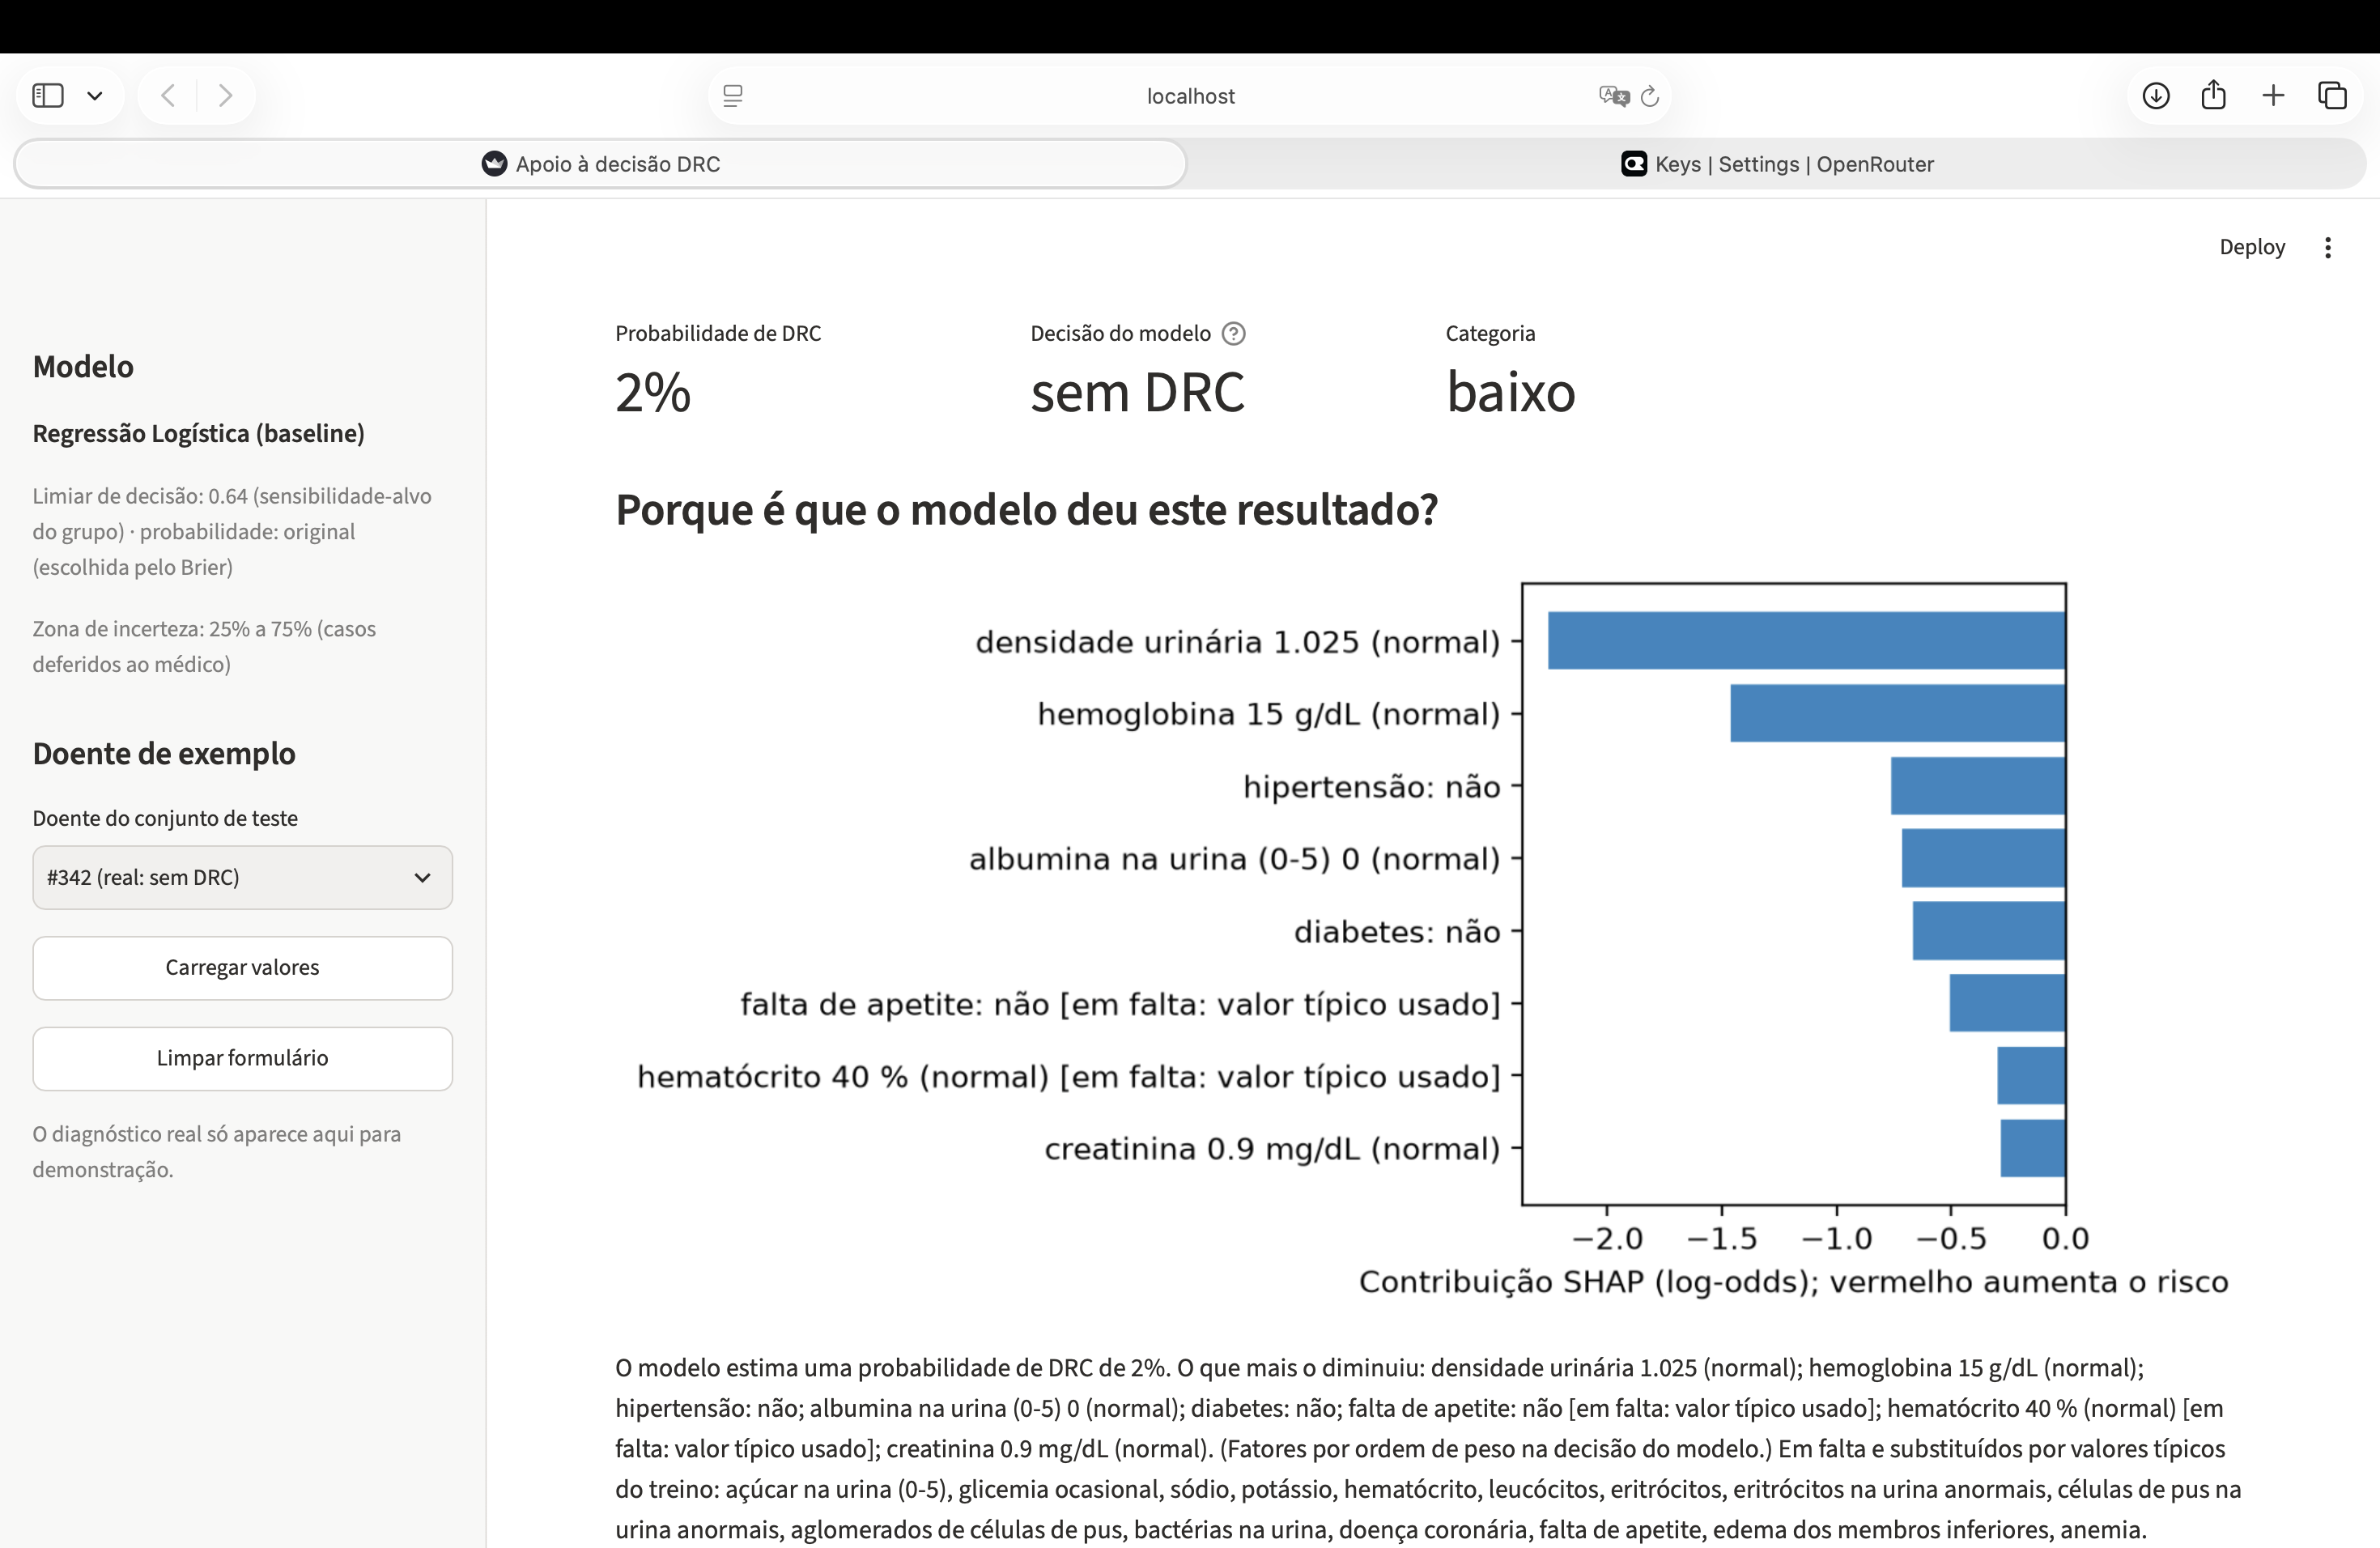 localhost
Apoio à decisão DRC
Keys | Settings | OpenRouter
Deploy
Modelo
Regressão Logística (baseline)
Limiar de decisão: 0.64 (sensibilidade-alvo
do grupo) · probabilidade: original
(escolhida pelo Brier)
Zona de incerteza: 25% a 75% (casos
deferidos ao médico)
Doente de exemplo
Doente do conjunto de teste
#342 (real: sem DRC)
Carregar valores
Limpar formulário
O diagnóstico real só aparece aqui para
demonstração.
Probabilidade de DRC
2%
Decisão do modelo
sem DRC
Categoria
baixo
Porque é que o modelo deu este resultado?
densidade urinária 1.025 (normal)
hemoglobina 15 g/dL (normal)
hipertensão: não
albumina na urina (0-5) 0 (normal)
diabetes: não
falta de apetite: não [em falta: valor típico usado]
hematócrito 40 % (normal) [em falta: valor típico usado]
creatinina 0.9 mg/dL (normal)
−2.0 −1.5 −1.0 −0.5 0.0
Contribuição SHAP (log-odds); vermelho aumenta o risco
O modelo estima uma probabilidade de DRC de 2%. O que mais o diminuiu: densidade urinária 1.025 (normal); hemoglobina 15 g/dL (normal);
hipertensão: não; albumina na urina (0-5) 0 (normal); diabetes: não; falta de apetite: não [em falta: valor típico usado]; hematócrito 40 % (normal) [em
falta: valor típico usado]; creatinina 0.9 mg/dL (normal). (Fatores por ordem de peso na decisão do modelo.) Em falta e substituídos por valores típicos
do treino: açúcar na urina (0-5), glicemia ocasional, sódio, potássio, hematócrito, leucócitos, eritrócitos, eritrócitos na urina anormais, células de pus na
urina anormais, aglomerados de células de pus, bactérias na urina, doença coronária, falta de apetite, edema dos membros inferiores, anemia.